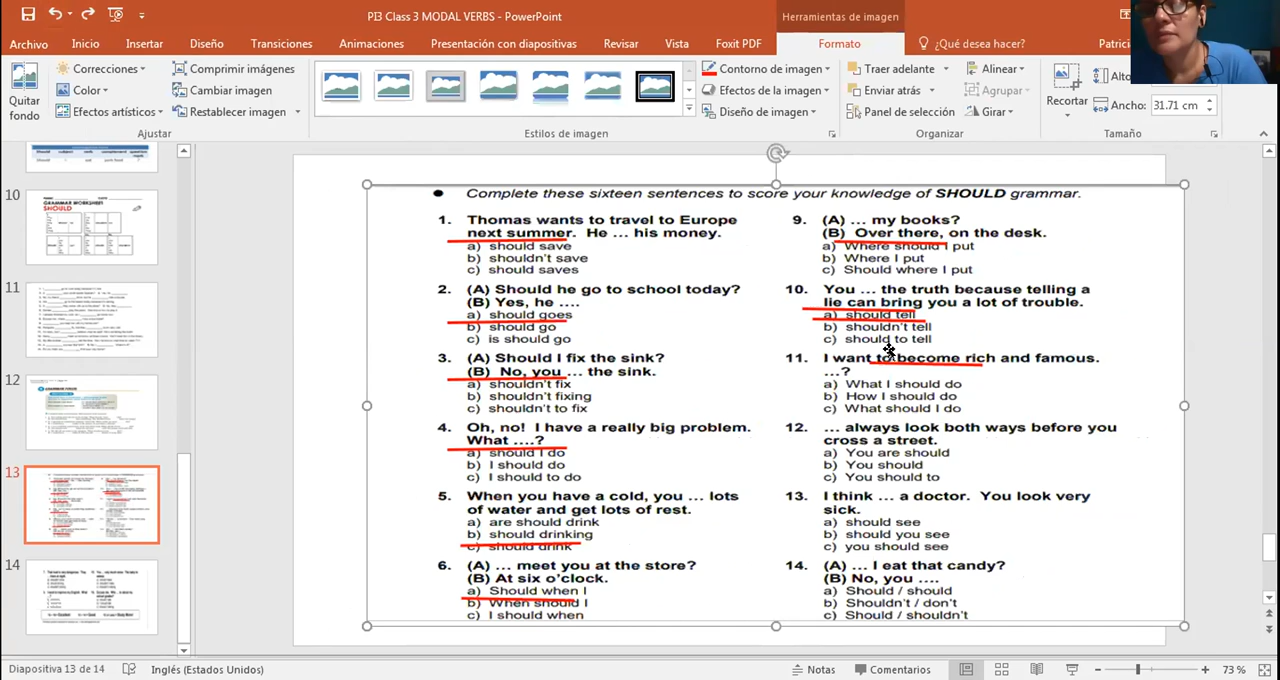 PI3 Class 3 MODAL VERBS - PowerPoint
Herramientas de imagen
Archivo
Inicio
Insertar
Diseño
Transiciones
Animaciones
Presentación con diapositivas
Revisar
Vista
Foxit PDF
Formato
¿Qué desea hacer?
Patricia
Quitar
fondo
Correcciones
Color
Efectos artísticos
Comprimir imágenes
Cambiar imagen
Restablecer imagen
Ajustar
Estilos de imagen
Contorno de imagen
Efectos de la imagen
Diseño de imagen
Traer adelante
Enviar atrás
Panel de selección
Alinear
Agrupar
Girar
Organizar
Recortar
Alto
Ancho:
31.71 cm
Tamaño
10
11
12
13
14
Complete these sixteen sentences to score your knowledge of SHOULD grammar.
1. Thomas wants to travel to Europe
next summer. He ... his money.
a) should save
b) shouldn't save
c) should saves
2. (A) Should he go to school today?
(B) Yes, he ....
a) should goes
b) should go
c) is should go
3. (A) Should I fix the sink?
(B) No, you ... the sink.
a) shouldn't fix
b) shouldn't fixing
c) shouldn't to fix
4. Oh, no! I have a really big problem.
What ....?
a) should I do
b) I should do
c) I should to do
5. When you have a cold, you ... lots
of water and get lots of rest.
a) are should drink
b) should drinking
c) should drink
6. (A) ... meet you at the store?
(B) At six o'clock.
a) Should when I
b) When should I
c) I should when
9. (A) ... my books?
(B) Over there, on the desk.
a) Where should I put
b) Where I put
c) Should where I put
10. You ... the truth because telling a
lie can bring you a lot of trouble.
a) should tell
b) shouldn't tell
c) should to tell
11. I want to become rich and famous.
...?
a) What I should do
b) How I should do
c) What should I do
12. ... always look both ways before you
cross a street.
a) You are should
b) You should
c) You should to
13. I think ... a doctor. You look very
sick.
a) should see
b) should you see
c) you should see
14. (A) ... I eat that candy?
(B) No, you ....
a) Should / should
b) Shouldn't / don't
c) Should / shouldn't
Diapositiva 13 de 14
Inglés (Estados Unidos)
Notas
Comentarios
73 %